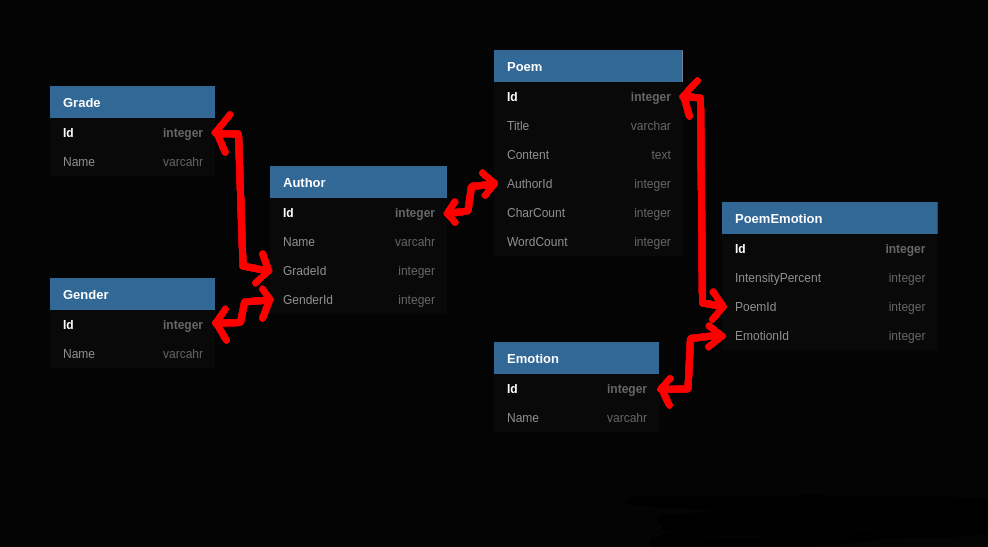 Grade
Id integer
Name varcahr
Gender
Id integer
Name varcahr
Author
Id integer
Name varcahr
GradeId integer
GenderId integer
Poem
Id integer
Title varchar
Content text
AuthorId integer
CharCount integer
WordCount integer
Emotion
Id integer
Name varcahr
PoemEmotion
Id integer
IntensityPercent integer
PoemId integer
EmotionId integer